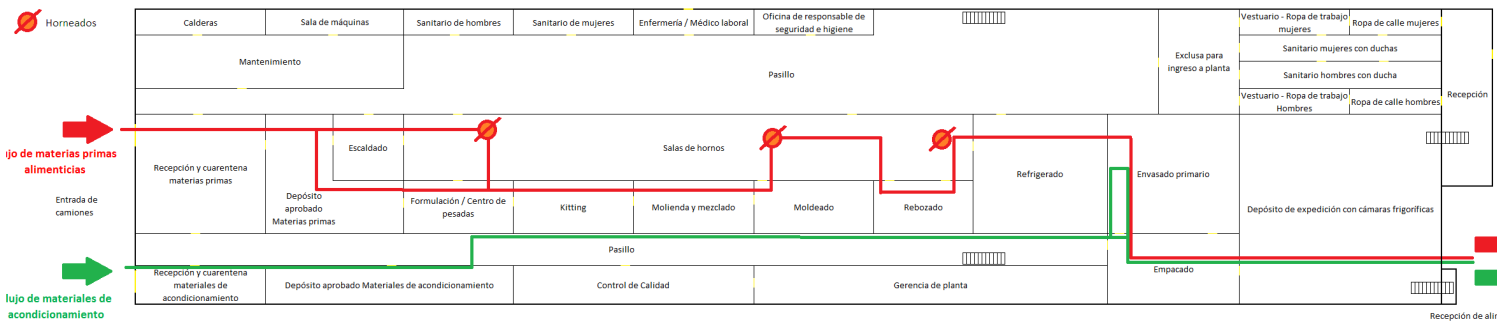 Horneados
Calderas
Sala de máquinas
Sanitario de hombres
Sanitario de mujeres
Enfermería / Médico laboral
Oficina de responsable de
seguridad e higiene
Vestuario - Ropa de trabajo
mujeres
Ropa de calle mujeres
Mantenimiento
Pasillo
Exclusa para
ingreso a planta
Sanitario mujeres con duchas
Sanitario hombres con ducha
Vestuario - Ropa de trabajo
Hombres
Ropa de calle hombres
Recepción
ujo de materias primas
alimenticias
Entrada de
camiones
Recepción y cuarentena
materias primas
Escaldado
Depósito
aprobado
Materias primas
Salas de hornos
Formulación / Centro de
pesadas
Kitting
Molienda y mezclado
Moldeado
Rebozado
Refrigerado
Envasado primario
Depósito de expedición con cámaras frigoríficas
Pasillo
lujo de materiales de
acondicionamiento
Recepción y cuarentena
materiales de
acondicionamiento
Depósito aprobado Materiales de acondicionamiento
Control de Calidad
Gerencia de planta
Empacado
Recepción de alin